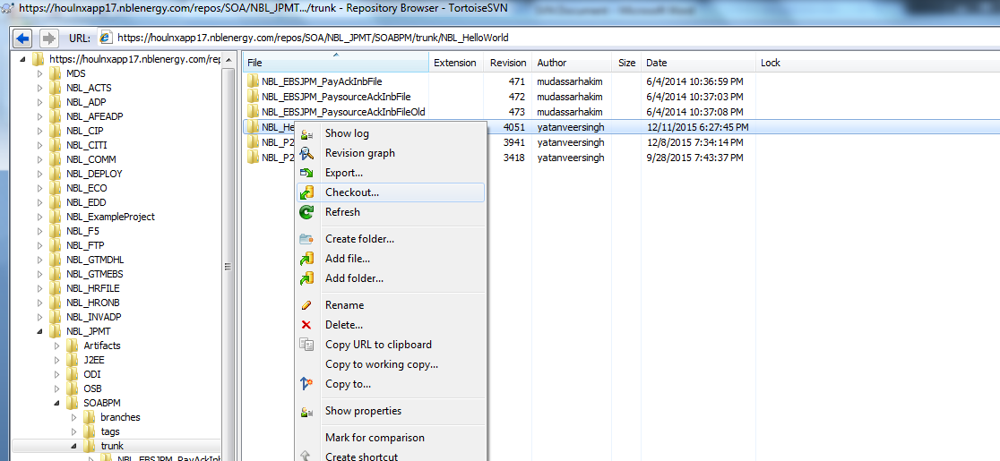 https://houlnxapp17.nblenergy.com/repos/SOA/NBL_JPMT.../trunk - Repository Browser - TortoiseSVN
URL: https://houlnxapp17.nblenergy.com/repos/SOA/NBL_JPMT/SOABPM/trunk/NBL_HelloWorld
https://houlnxapp17.nblenergy.com/rep
MDS
NBL_ACTS
NBL_ADP
NBL_AFEADP
NBL_CIP
NBL_CITI
NBL_COMM
NBL_DEPLOY
NBL_ECO
NBL_EDD
NBL_ExampleProject
NBL_F5
NBL_FTP
NBL_GTMDHL
NBL_GTMEBS
NBL_HRFILE
NBL_HRONB
NBL_INVADP
NBL_JPMT
Artifacts
J2EE
ODI
OSB
SOABPM
branches
tags
trunk
NBL_EBSJPM_PayAckInb
File Extension Revision Author Size Date Lock
NBL_EBSJPM_PayAckInbFile 471 mudassarhakim 6/4/2014 10:36:59 PM
NBL_EBSJPM_PaysourceAckInbFile 472 mudassarhakim 6/4/2014 10:37:03 PM
NBL_EBSJPM_PaysourceAckInbFileOld 473 mudassarhakim 6/4/2014 10:37:08 PM
NBL_He 4051 yatanveersingh 12/11/2015 6:27:45 PM
NBL_P2 3941 yatanveersingh 12/8/2015 7:34:14 PM
NBL_P2 3418 yatanveersingh 9/28/2015 7:43:37 PM
Show log
Revision graph
Export...
Checkout...
Refresh
Create folder...
Add file...
Add folder...
Rename
Delete...
Copy URL to clipboard
Copy to working copy...
Copy to...
Show properties
Mark for comparison
Create shortcut